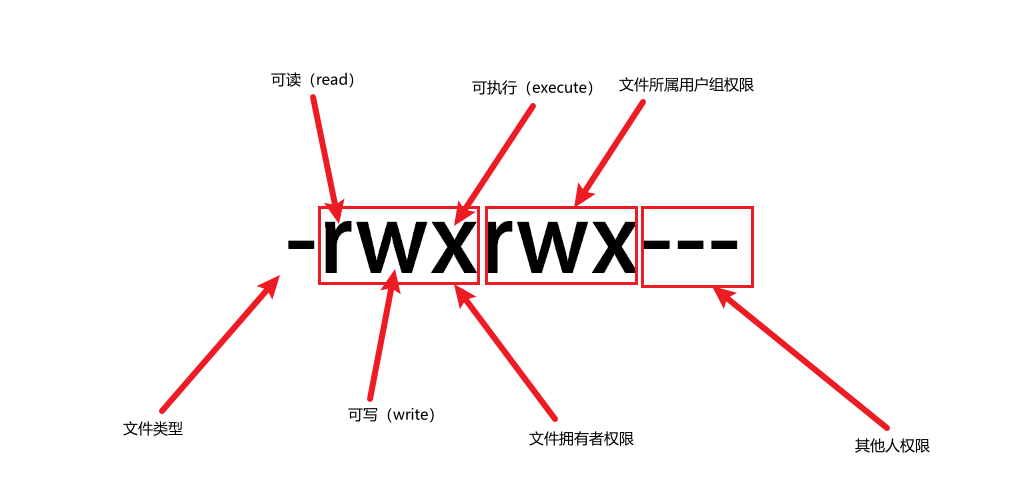 可读（read）
可执行（execute）
文件所属用户组权限
-rwxrwx---
文件类型
可写（write）
文件拥有者权限
其他人权限